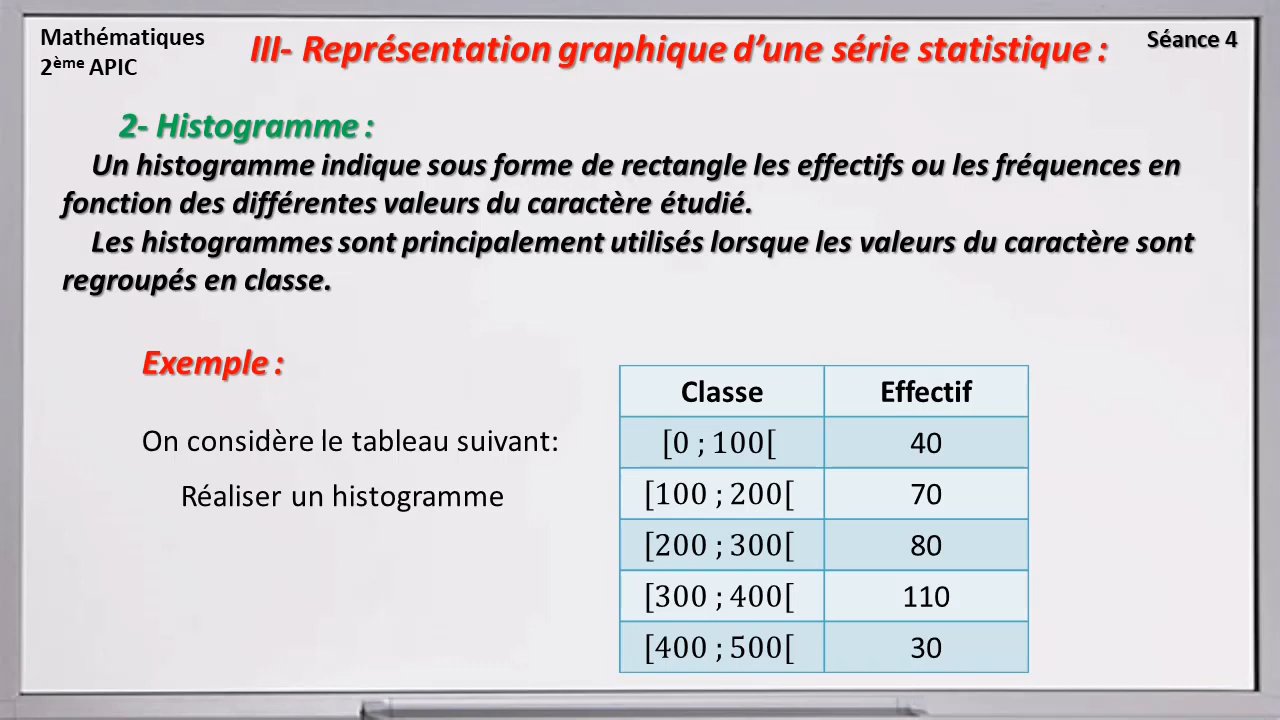 Mathématiques
2ème APIC
III- Représentation graphique d’une série statistique :
Séance 4
2- Histogramme :
Un histogramme indique sous forme de rectangle les effectifs ou les fréquences en
fonction des différentes valeurs du caractère étudié.
Les histogrammes sont principalement utilisés lorsque les valeurs du caractère sont
regroupés en classe.
Exemple :
On considère le tableau suivant:
Réaliser un histogramme
Classe Effectif
[0 ; 100[ 40
[100 ; 200[ 70
[200 ; 300[ 80
[300 ; 400[ 110
[400 ; 500[ 30